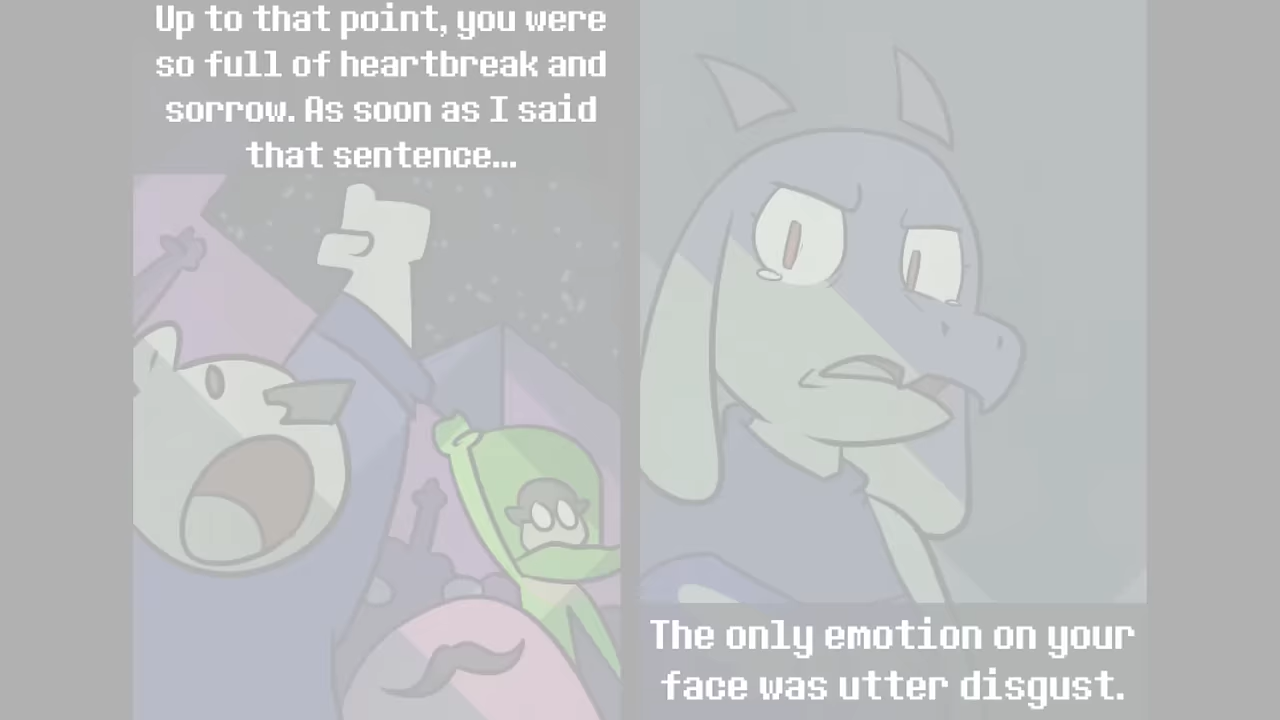 Up to that point, you were
so full of heartbreak and
sorrow. As soon as I said
that sentence...
The only emotion on your
face was utter disgust.